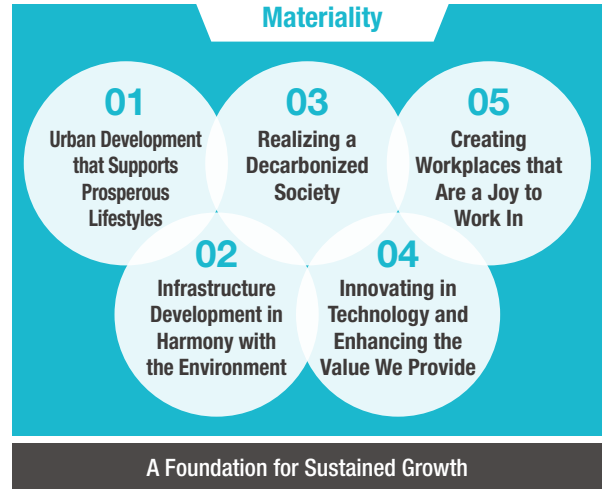 Materiality
01
Urban Development
that Supports
Prosperous
Lifestyles
02
Infrastructure
Development in
Harmony with
the Environment
03
Realizing a
Decarbonized
Society
04
Innovating in
Technology and
Enhancing the
Value We Provide
05
Creating
Workplaces that
Are a Joy to
Work In
A Foundation for Sustained Growth